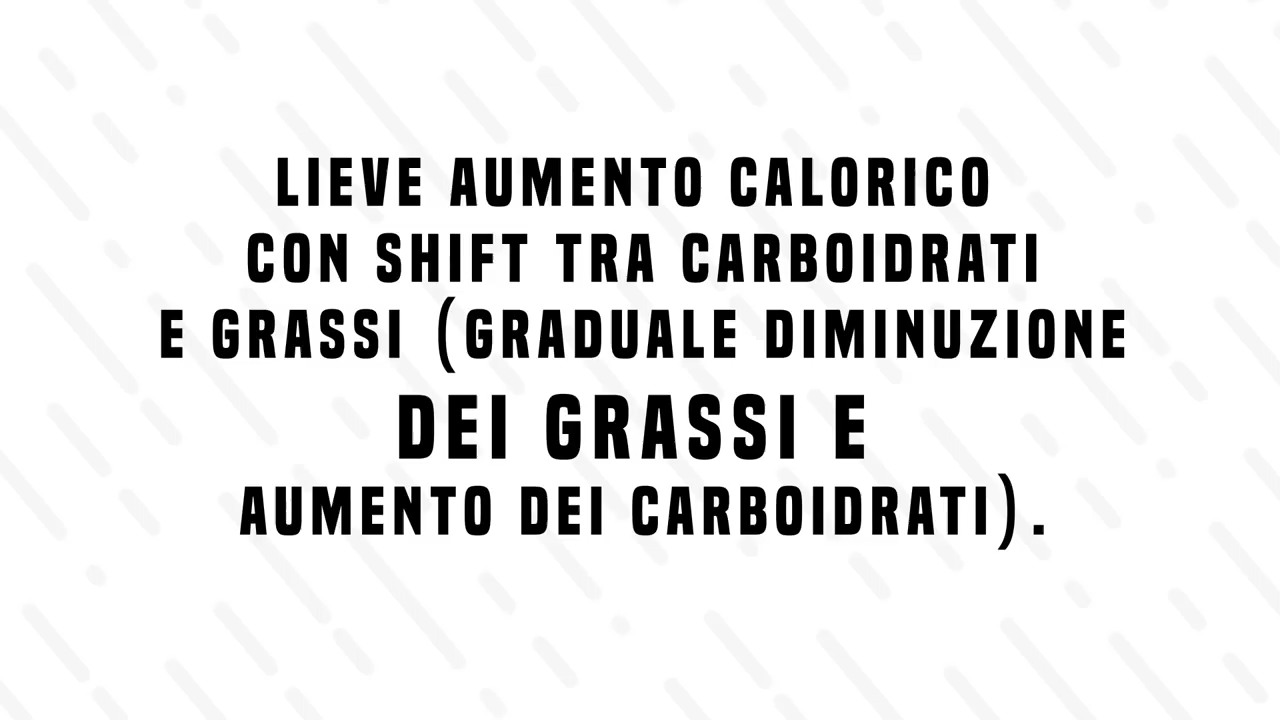 LIEVE AUMENTO CALORICO
CON SHIFT TRA CARBOIDRATI
E GRASSI (GRADUALE DIMINUZIONE
DEI GRASSI E
AUMENTO DEI CARBOIDRATI).